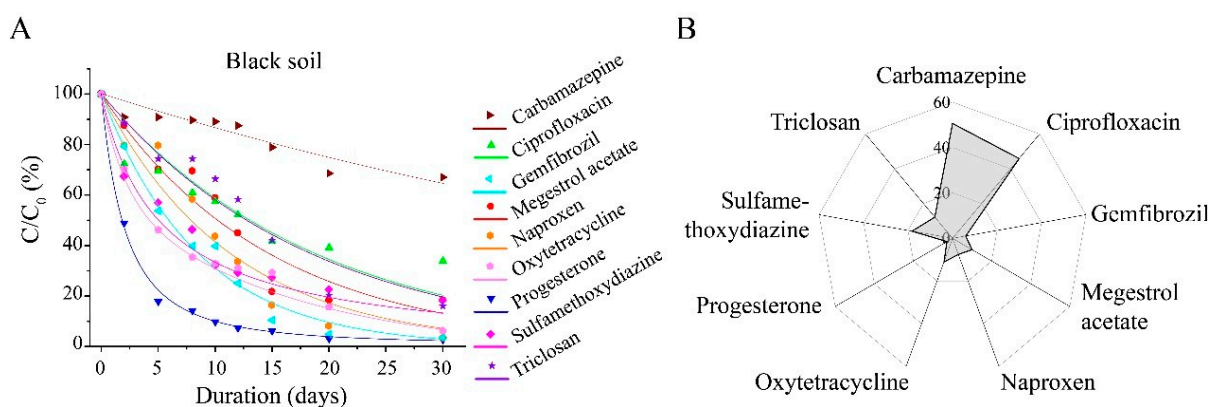 A
Black soil
C/C0 (%)
100
80
60
40
20
0
0
5
10
15
20
25
30
Duration (days)
Carbamazepine
Ciprofloxacin
Gemfibrozil
Megestrol acetate
Naproxen
Oxytetracycline
Progesterone
Sulfamethoxydiazine
Triclosan
B
Carbamazepine
60
40
20
0
Ciprofloxacin
Gemfibrozil
Megestrol
acetate
Naproxen
Oxytetracycline
Progesterone
Sulfame-
thoxydiazine
Triclosan